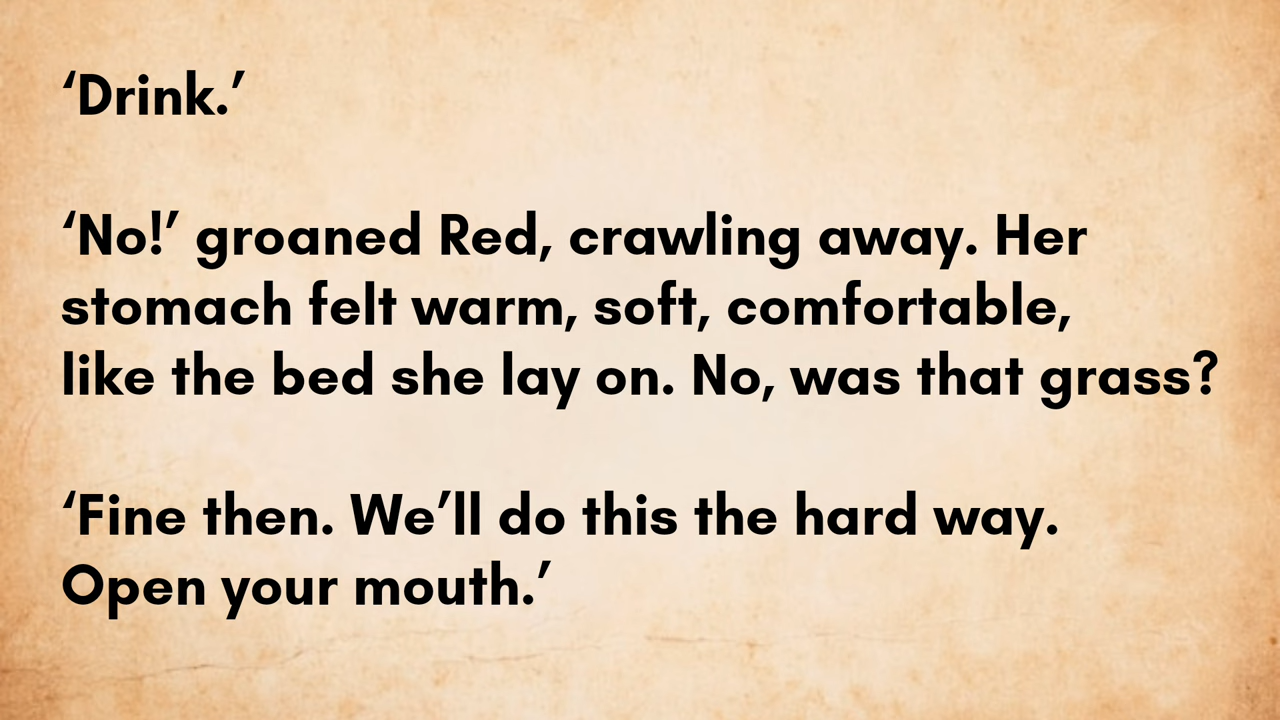 ‘Drink.’
‘No!’ groaned Red, crawling away. Her
stomach felt warm, soft, comfortable,
like the bed she lay on. No, was that grass?
‘Fine then. We’ll do this the hard way.
Open your mouth.’